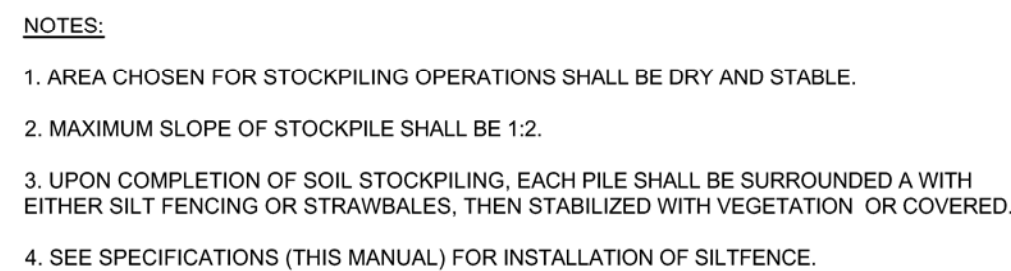 NOTES:
1. AREA CHOSEN FOR STOCKPILING OPERATIONS SHALL BE DRY AND STABLE.
2. MAXIMUM SLOPE OF STOCKPILE SHALL BE 1:2.
3. UPON COMPLETION OF SOIL STOCKPILING, EACH PILE SHALL BE SURROUNDED A WITH
EITHER SILT FENCING OR STRAWBALES, THEN STABILIZED WITH VEGETATION  OR COVERED.
4. SEE SPECIFICATIONS (THIS MANUAL) FOR INSTALLATION OF SILTFENCE.